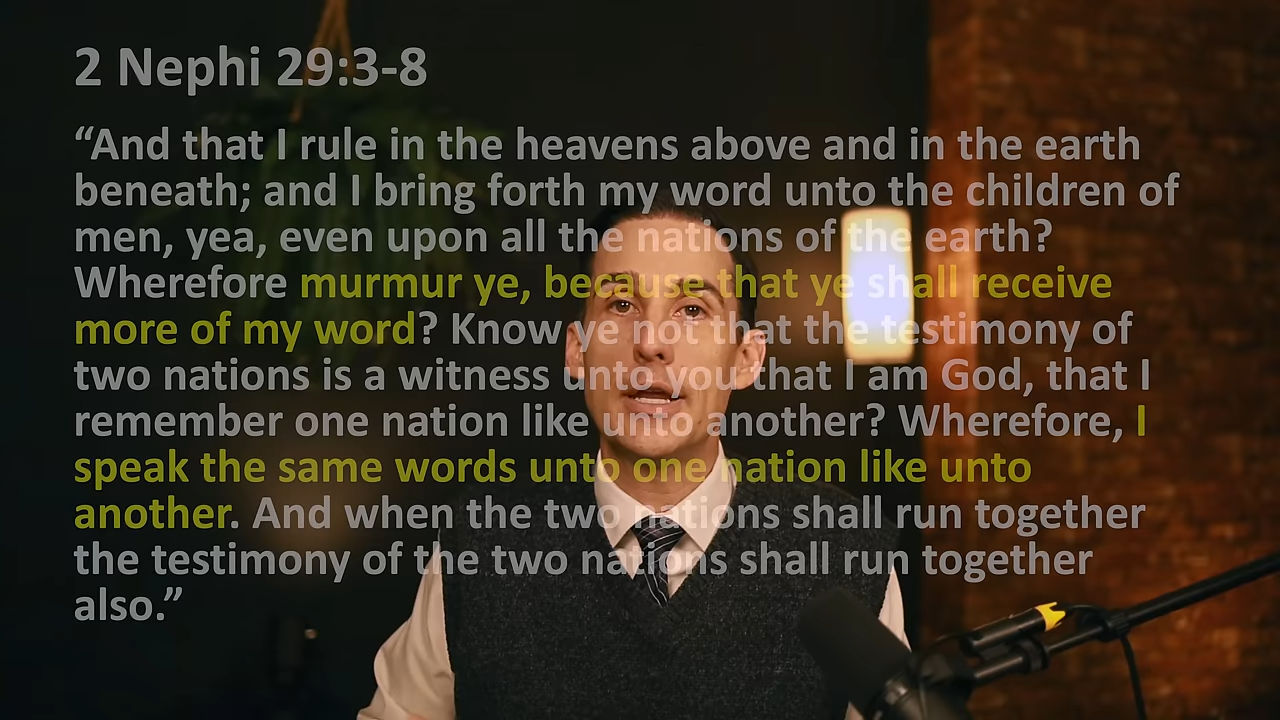 2 Nephi 29:3-8
“And that I rule in the heavens above and in the earth
beneath; and I bring forth my word unto the children of
men, yea, even upon all the nations of the earth?
Wherefore murmur ye, because that ye shall receive
more of my word? Know ye not that the testimony of
two nations is a witness unto you that I am God, that I
remember one nation like unto another? Wherefore, I
speak the same words unto one nation like unto
another. And when the two nations shall run together
the testimony of the two nations shall run together
also.”